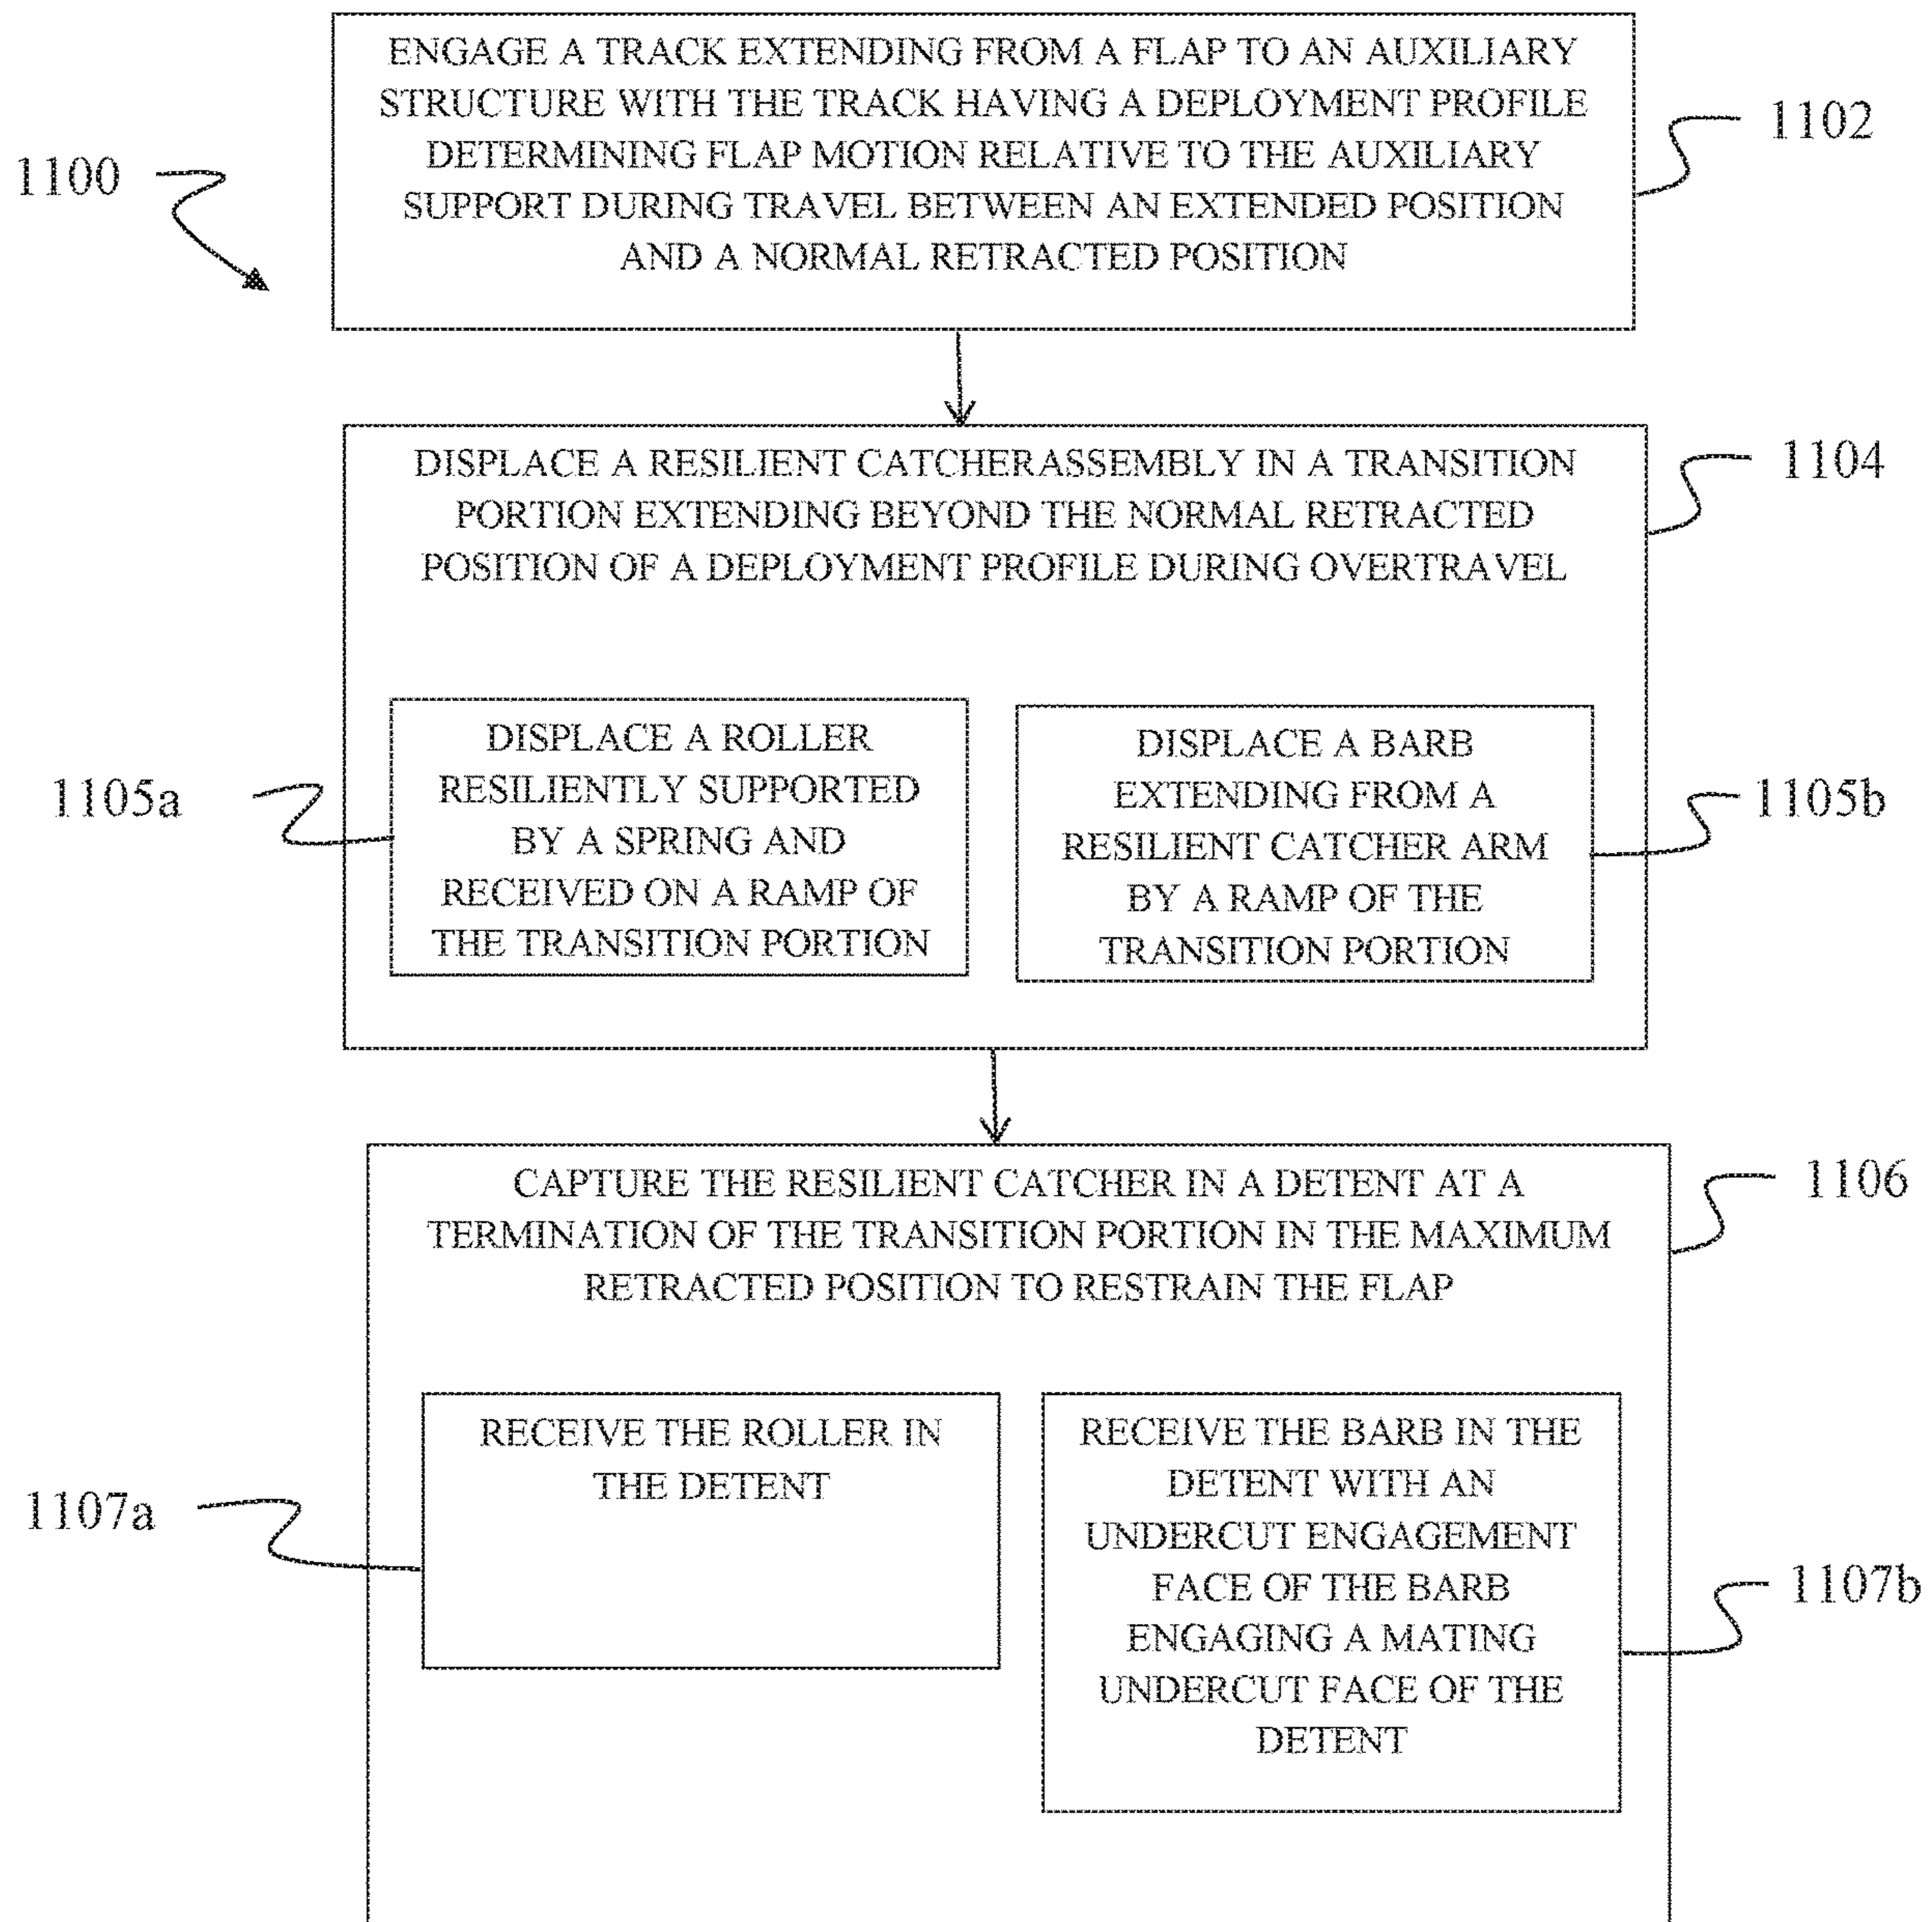 ENGAGE A TRACK EXTENDING FROM A FLAP TO AN AUXILIARY
STRUCTURE WITH THE TRACK HAVING A DEPLOYMENT PROFILE
DETERMINING FLAP MOTION RELATIVE TO THE AUXILIARY
SUPPORT DURING TRAVEL BETWEEN AN EXTENDED POSITION
AND A NORMAL RETRACTED POSITION
1102
1100
DISPLACE A RESILIENT CATCHERASSEMBLY IN A TRANSITION
PORTION EXTENDING BEYOND THE NORMAL RETRACTED
POSITION OF A DEPLOYMENT PROFILE DURING OVERTRAVEL
1104
DISPLACE A ROLLER
RESILIENTLY SUPPORTED
BY A SPRING AND
RECEIVED ON A RAMP OF
THE TRANSITION PORTION
1105a
DISPLACE A BARB
EXTENDING FROM A
RESILIENT CATCHER ARM
BY A RAMP OF THE
TRANSITION PORTION
1105b
CAPTURE THE RESILIENT CATCHER IN A DETENT AT A
TERMINATION OF THE TRANSITION PORTION IN THE MAXIMUM
RETRACTED POSITION TO RESTRAIN THE FLAP
1106
RECEIVE THE ROLLER IN
THE DETENT
1107a
RECEIVE THE BARB IN THE
DETENT WITH AN
UNDERCUT ENGAGEMENT
FACE OF THE BARB
ENGAGING A MATING
UNDERCUT FACE OF THE
DETENT
1107b